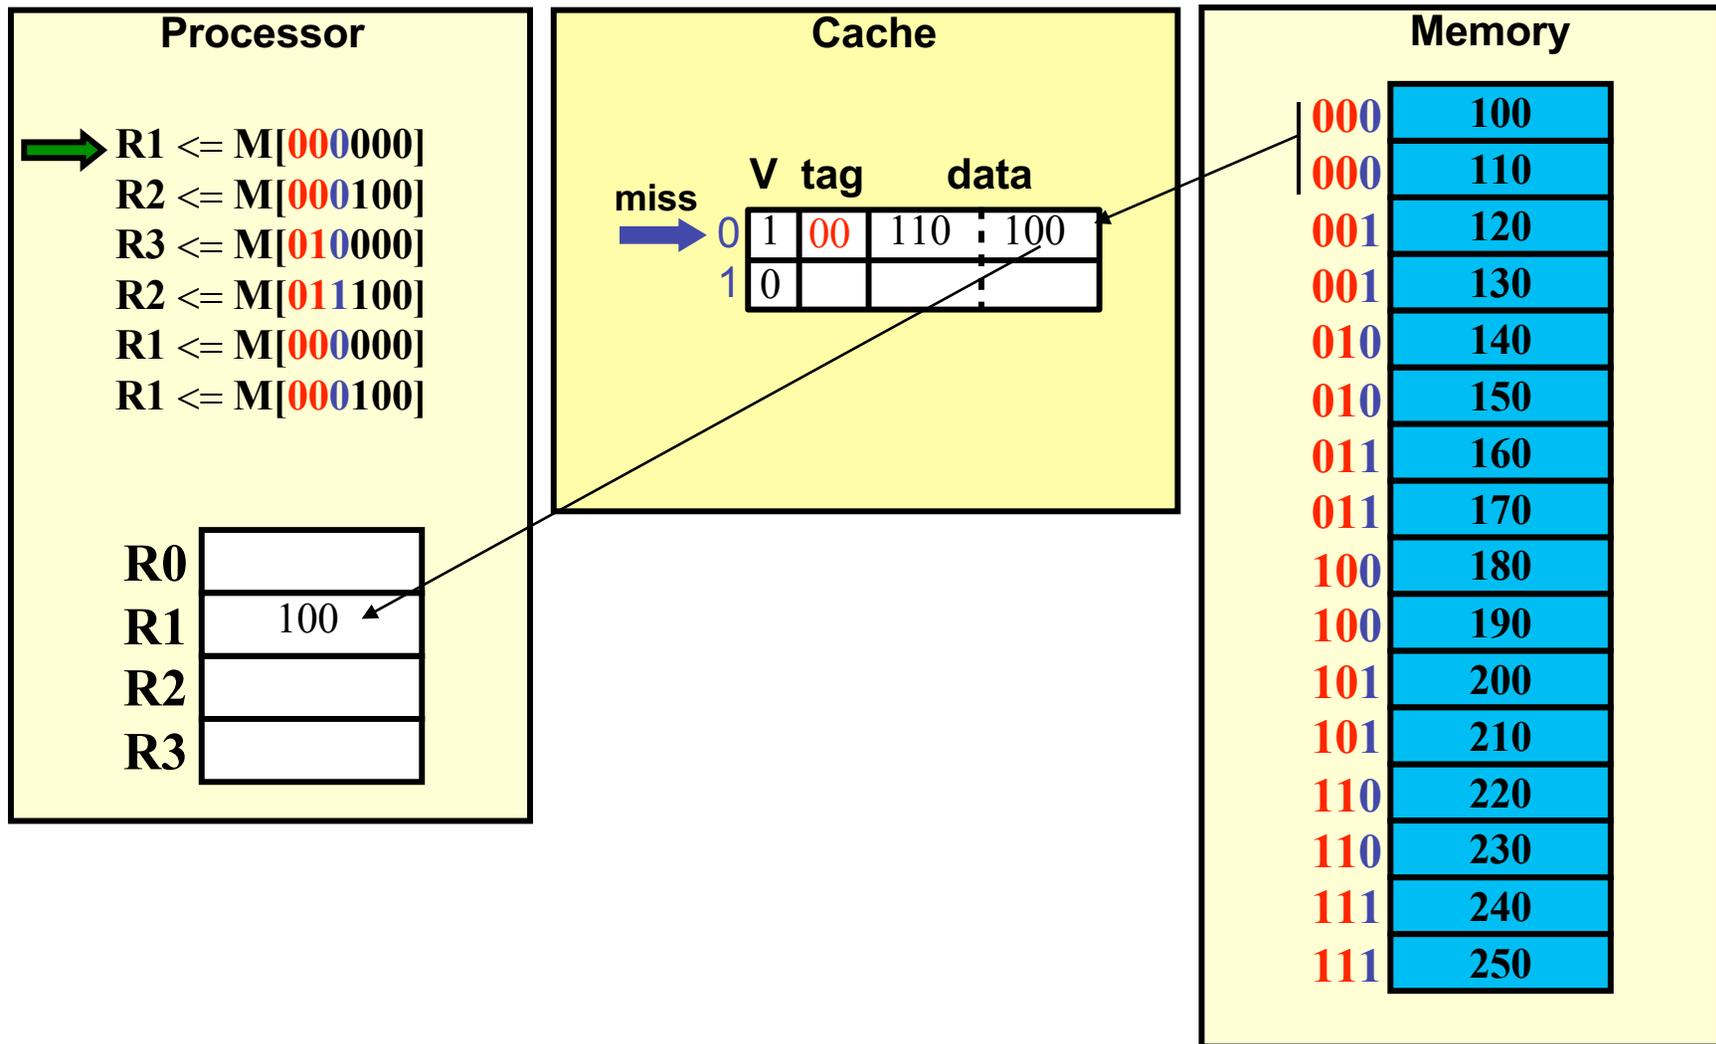 Processor
R1 <= M[000000]
R2 <= M[000100]
R3 <= M[010000]
R2 <= M[011100]
R1 <= M[000000]
R1 <= M[000100]
R0
R1 100
R2
R3
Cache
V tag data
miss
0 1 00 110 100
1 0
Memory
000 100
000 110
001 120
001 130
010 140
010 150
011 160
011 170
100 180
100 190
101 200
101 210
110 220
110 230
111 240
111 250